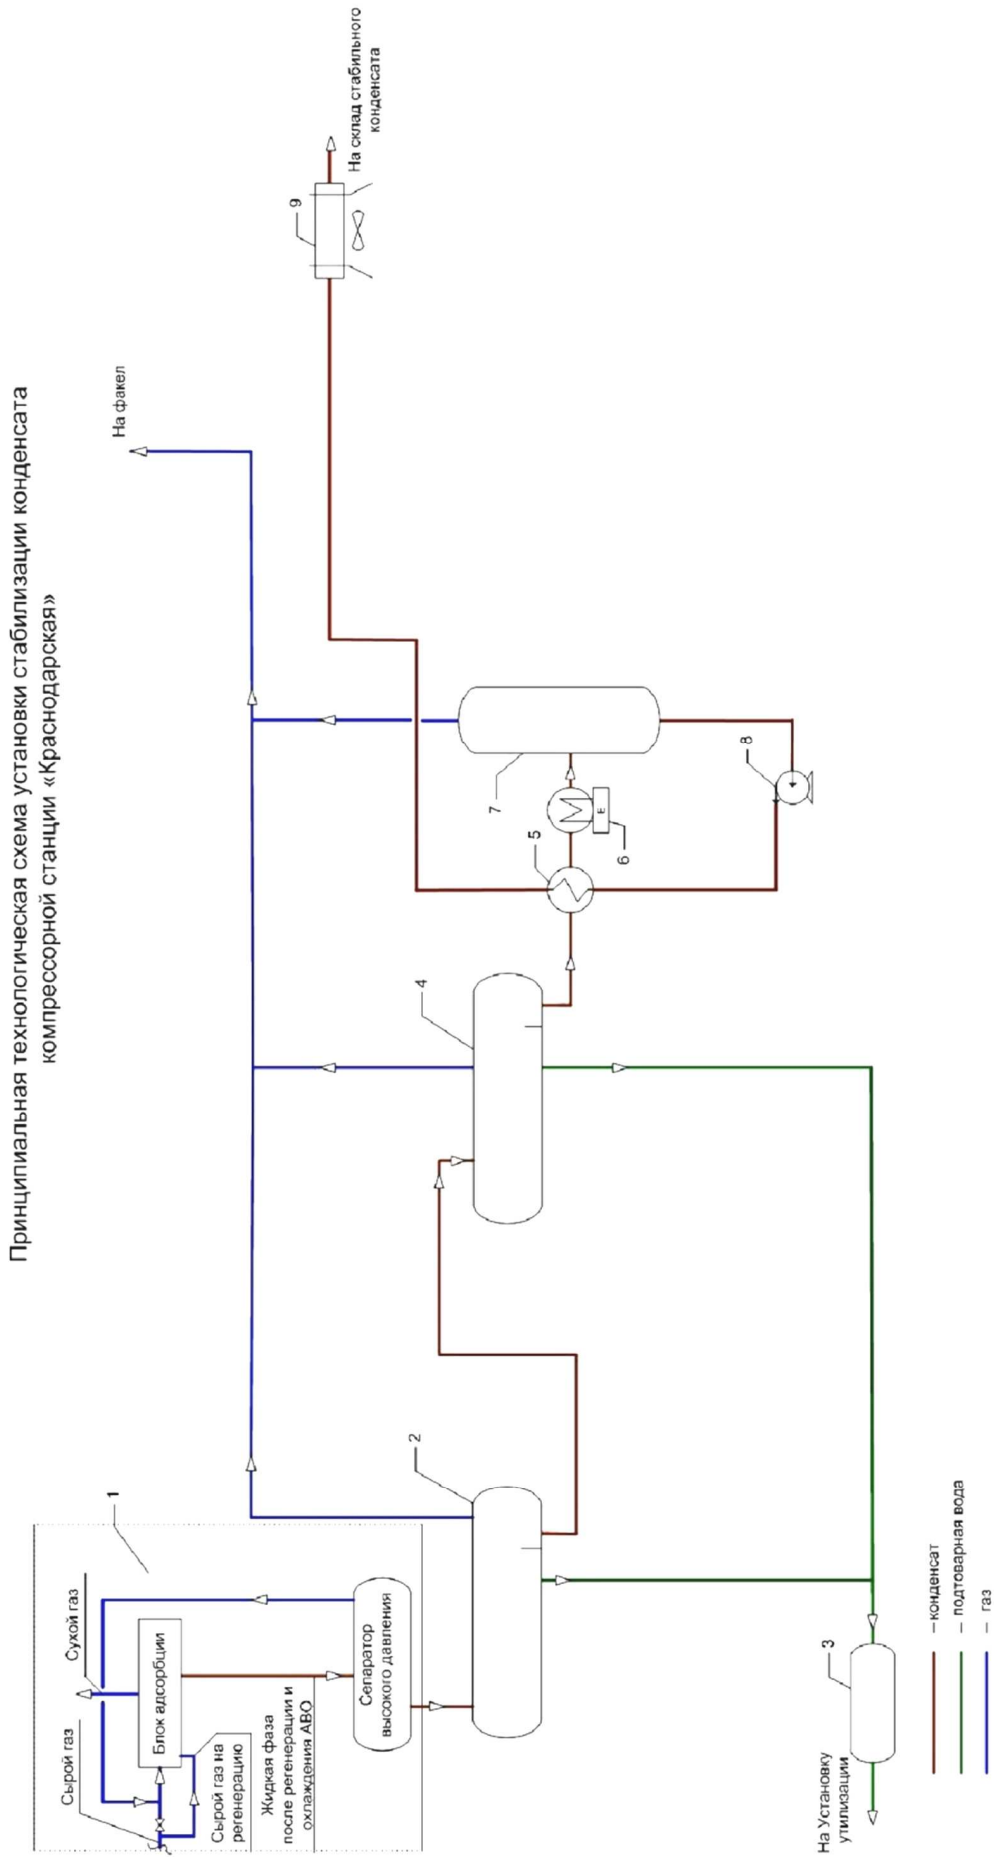 Принципиальная технологическая схема установки стабилизации конденсата
компрессорной станции «Краснодарская»
1
Сырой газ
Сухой газ
Блок адсорбции
Сырой газ на
регенерацию
Жидкая фаза
после регенерации и
охлаждения АВО
Сепаратор
высокого давления
2
3
На Установку
утилизации
4
5
6
E
7
8
На факел
9
На склад стабильного
конденсата
– конденсат
– подтоварная вода
– газ